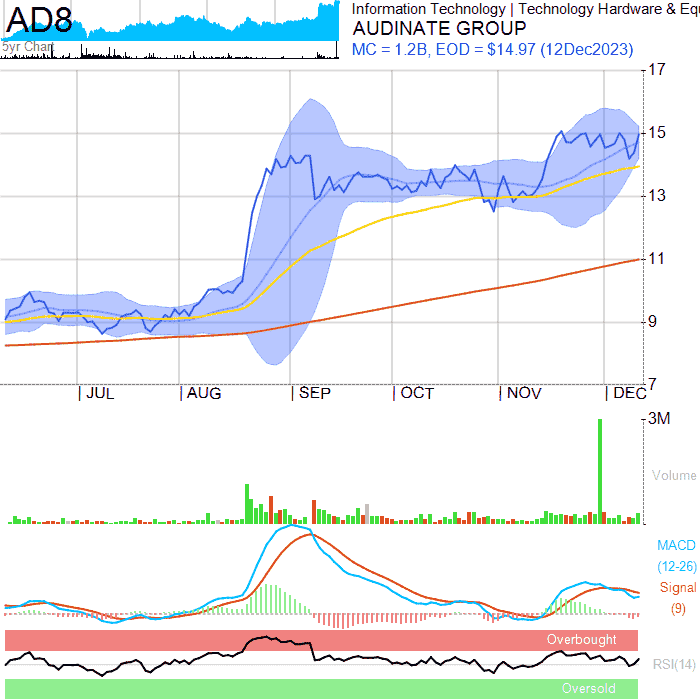 AD8
5yr Chart
Information Technology | Technology Hardware & Equ
AUDINATE GROUP
MC = 1.2B, EOD = $14.97 (12Dec2023)
17
15
13
11
9
7
| JUL | AUG | SEP | OCT | NOV | DEC
3M
Volume
MACD
(12-26)
Signal
(9)
Overbought
RSI(14)
Oversold